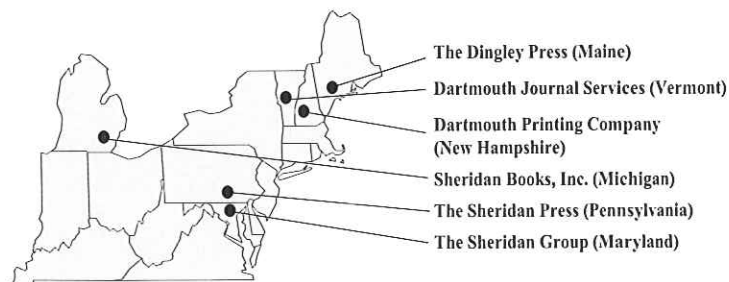 The Dingley Press (Maine)
Dartmouth Journal Services (Vermont)
Dartmouth Printing Company
(New Hampshire)
Sheridan Books, Inc. (Michigan)
The Sheridan Press (Pennsylvania)
The Sheridan Group (Maryland)